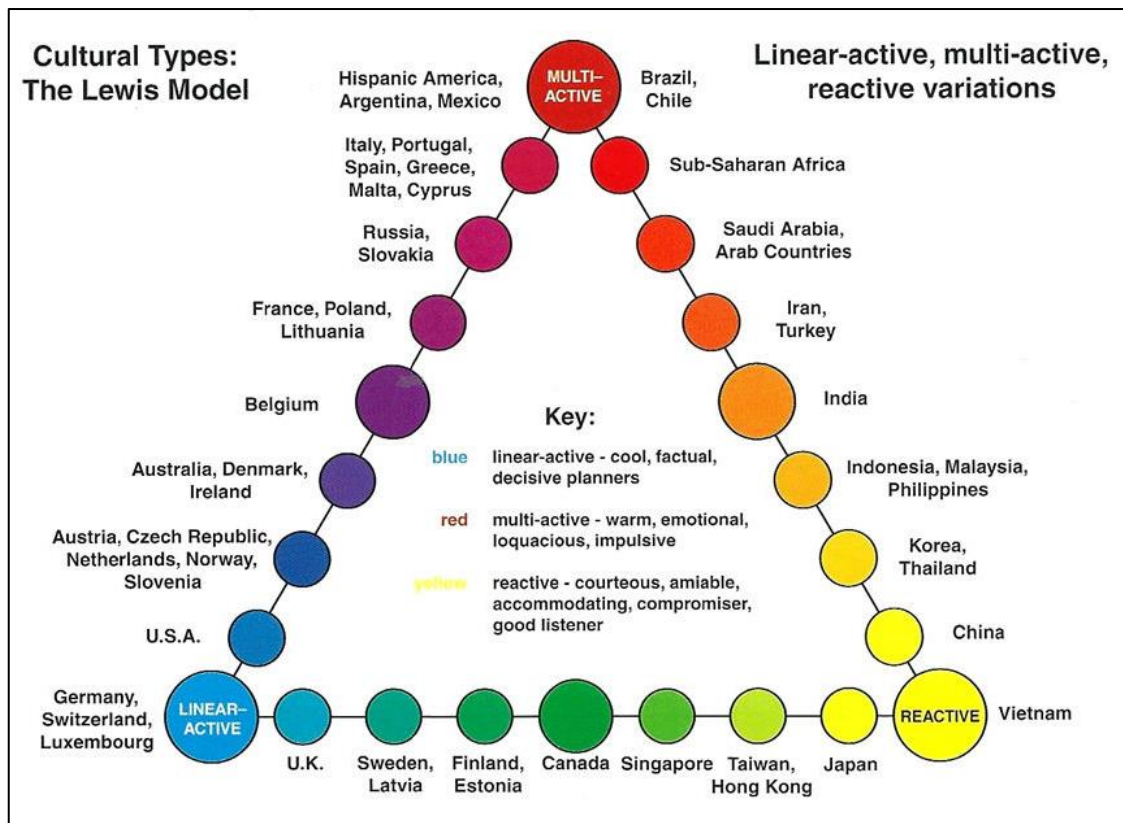 Cultural Types:
The Lewis Model
Linear-active, multi-active,
reactive variations
Hispanic America,
Argentina, Mexico
MULTI–
ACTIVE
Brazil,
Chile
Italy, Portugal,
Spain, Greece,
Malta, Cyprus
Sub-Saharan Africa
Russia,
Slovakia
Saudi Arabia,
Arab Countries
France, Poland,
Lithuania
Iran,
Turkey
Belgium
India
Key:
blue linear-active - cool, factual,
decisive planners
red multi-active - warm, emotional,
loquacious, impulsive
yellow reactive - courteous, amiable,
accommodating, compromiser,
good listener
Australia, Denmark,
Ireland
Indonesia, Malaysia,
Philippines
Austria, Czech Republic,
Netherlands, Norway,
Slovenia
Korea,
Thailand
U.S.A.
China
Germany,
Switzerland,
Luxembourg
LINEAR–
ACTIVE
REACTIVE
Vietnam
U.K.
Sweden,
Latvia
Finland,
Estonia
Canada
Singapore
Taiwan,
Hong Kong
Japan